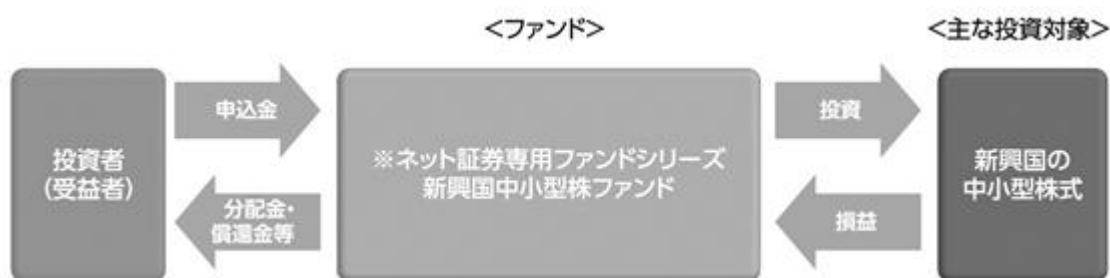 <ファンド>
<主な投資対象>
投資者
(受益者)
申込金
分配金・
償還金等
※ネット証券専用ファンドシリーズ
新興国中小型株ファンド
投資
損益
新興国の
中小型株式